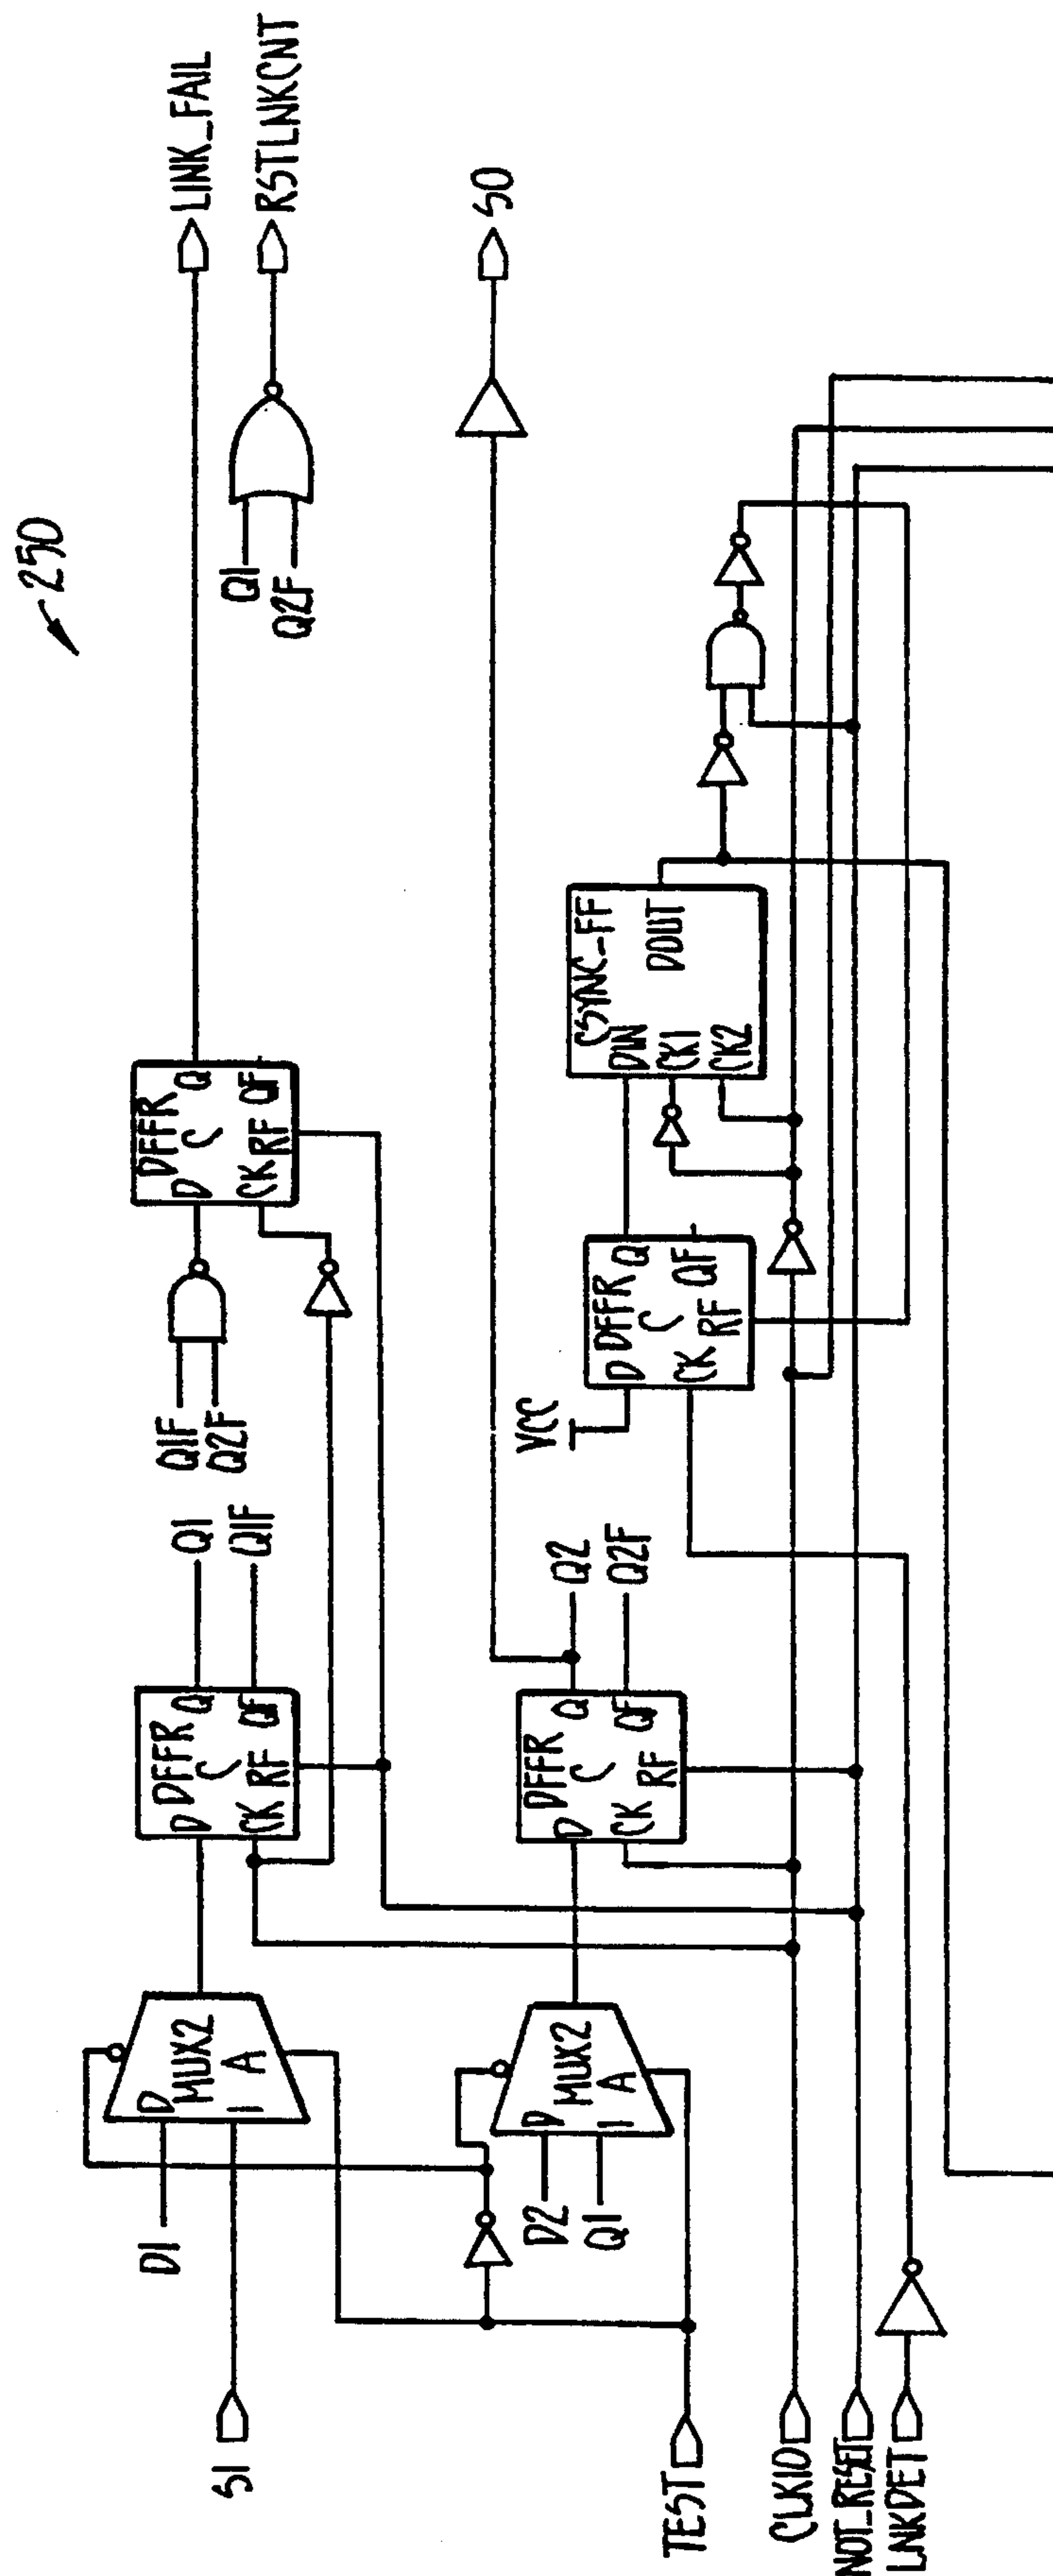 250
LINK_FAIL
RSTLNKCNT
Q1
Q2F
SO
DFFR
D
Q
C
CK
RF
QF
Q1F
Q2F
Q1
Q1F
DFFR
D
Q
C
CK
RF
QF
MUX2
D
1
A
D1
SI
CSYNC_FF
DIN
DOUT
CK1
CK2
DFFR
D
Q
C
CK
RF
QF
VCC
Q2
Q2F
DFFR
D
Q
C
CK
RF
QF
MUX2
D
1
A
D2
Q1
TEST
CLK10
NOT_RESET
LNKDET